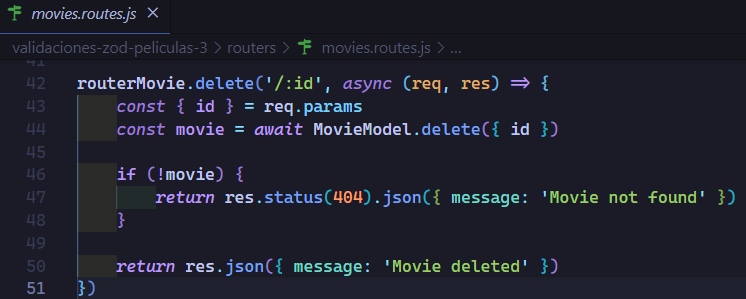 movies.routes.js ×
validaciones-zod-peliculas-3 > routers > movies.routes.js > ...
41
42 routerMovie.delete('/:id', async (req, res) => {
43 const { id } = req.params
44 const movie = await MovieModel.delete({ id })
45
46 if (!movie) {
47 return res.status(404).json({ message: 'Movie not found' })
48 }
49
50 return res.json({ message: 'Movie deleted' })
51 })